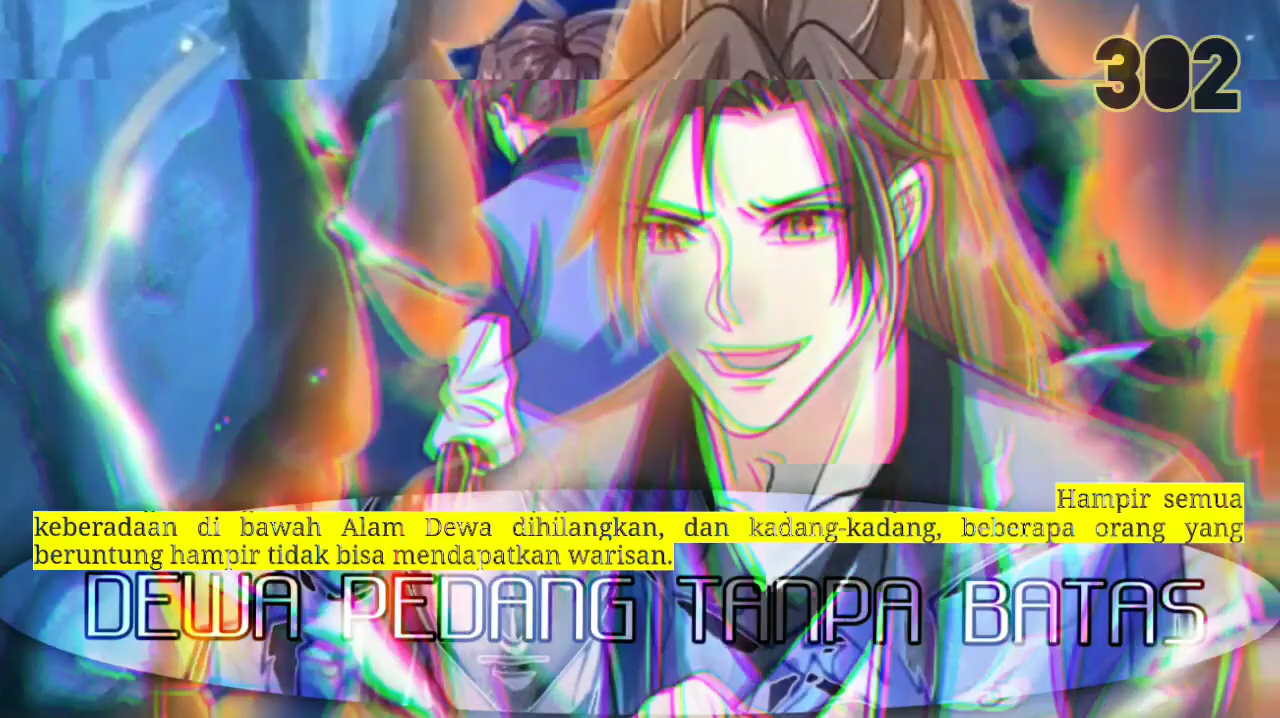 302
Hampir semua
keberadaan di bawah Alam Dewa dihilangkan, dan kadang-kadang, beberapa orang yang
beruntung hampir tidak bisa mendapatkan warisan.
DEWA PEDANG TANPA BATAS